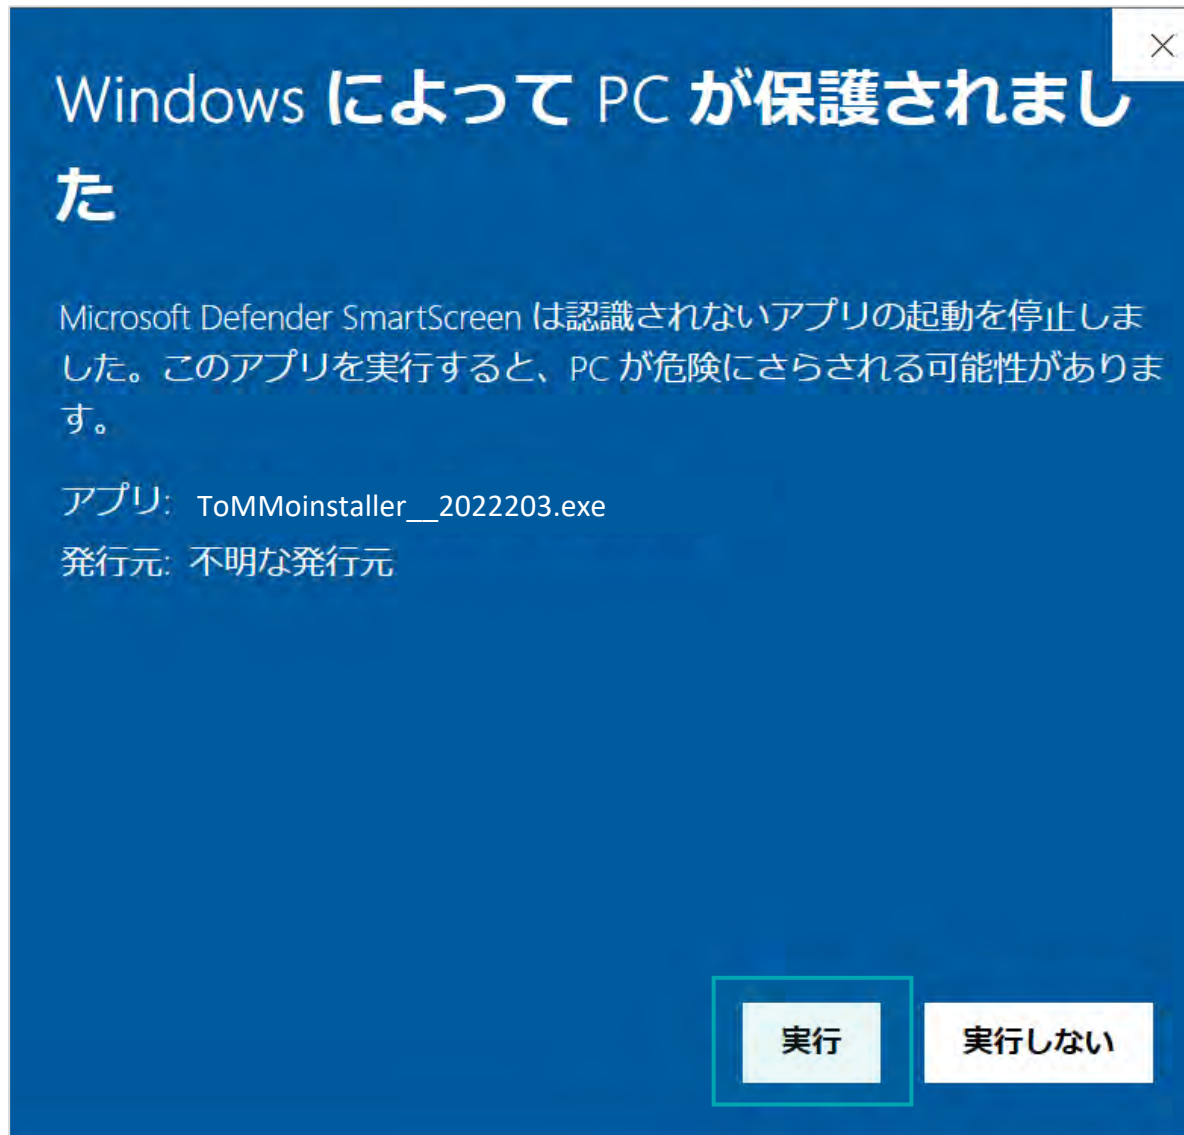 Windows によって PC が保護されまし
た
Microsoft Defender SmartScreen は認識されないアプリの起動を停止しま
した。このアプリを実行すると、PC が危険にさらされる可能性がありま
す。
アプリ: ToMMoinstaller__2022203.exe
発行元: 不明な発行元
実行 実行しない